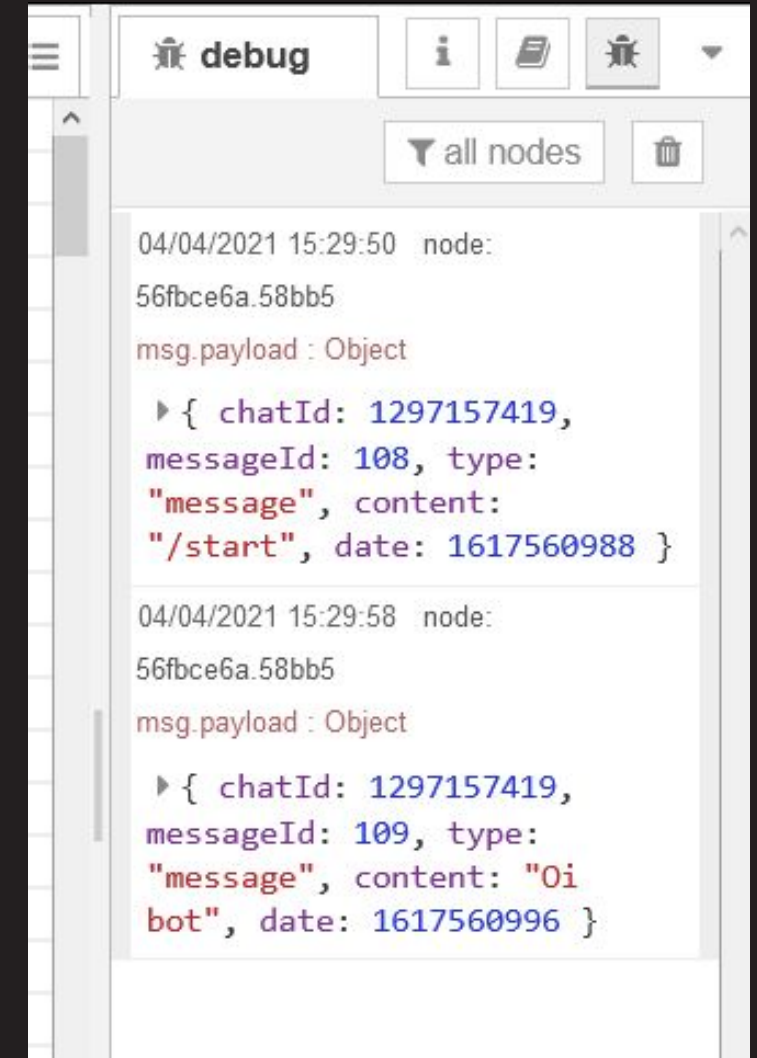 debug
i
all nodes
04/04/2021 15:29:50 node:
56fbce6a.58bb5
msg.payload : Object
{ chatId: 1297157419,
messageId: 108, type:
"message", content:
"/start", date: 1617560988 }
04/04/2021 15:29:58 node:
56fbce6a.58bb5
msg.payload : Object
{ chatId: 1297157419,
messageId: 109, type:
"message", content: "Oi
bot", date: 1617560996 }